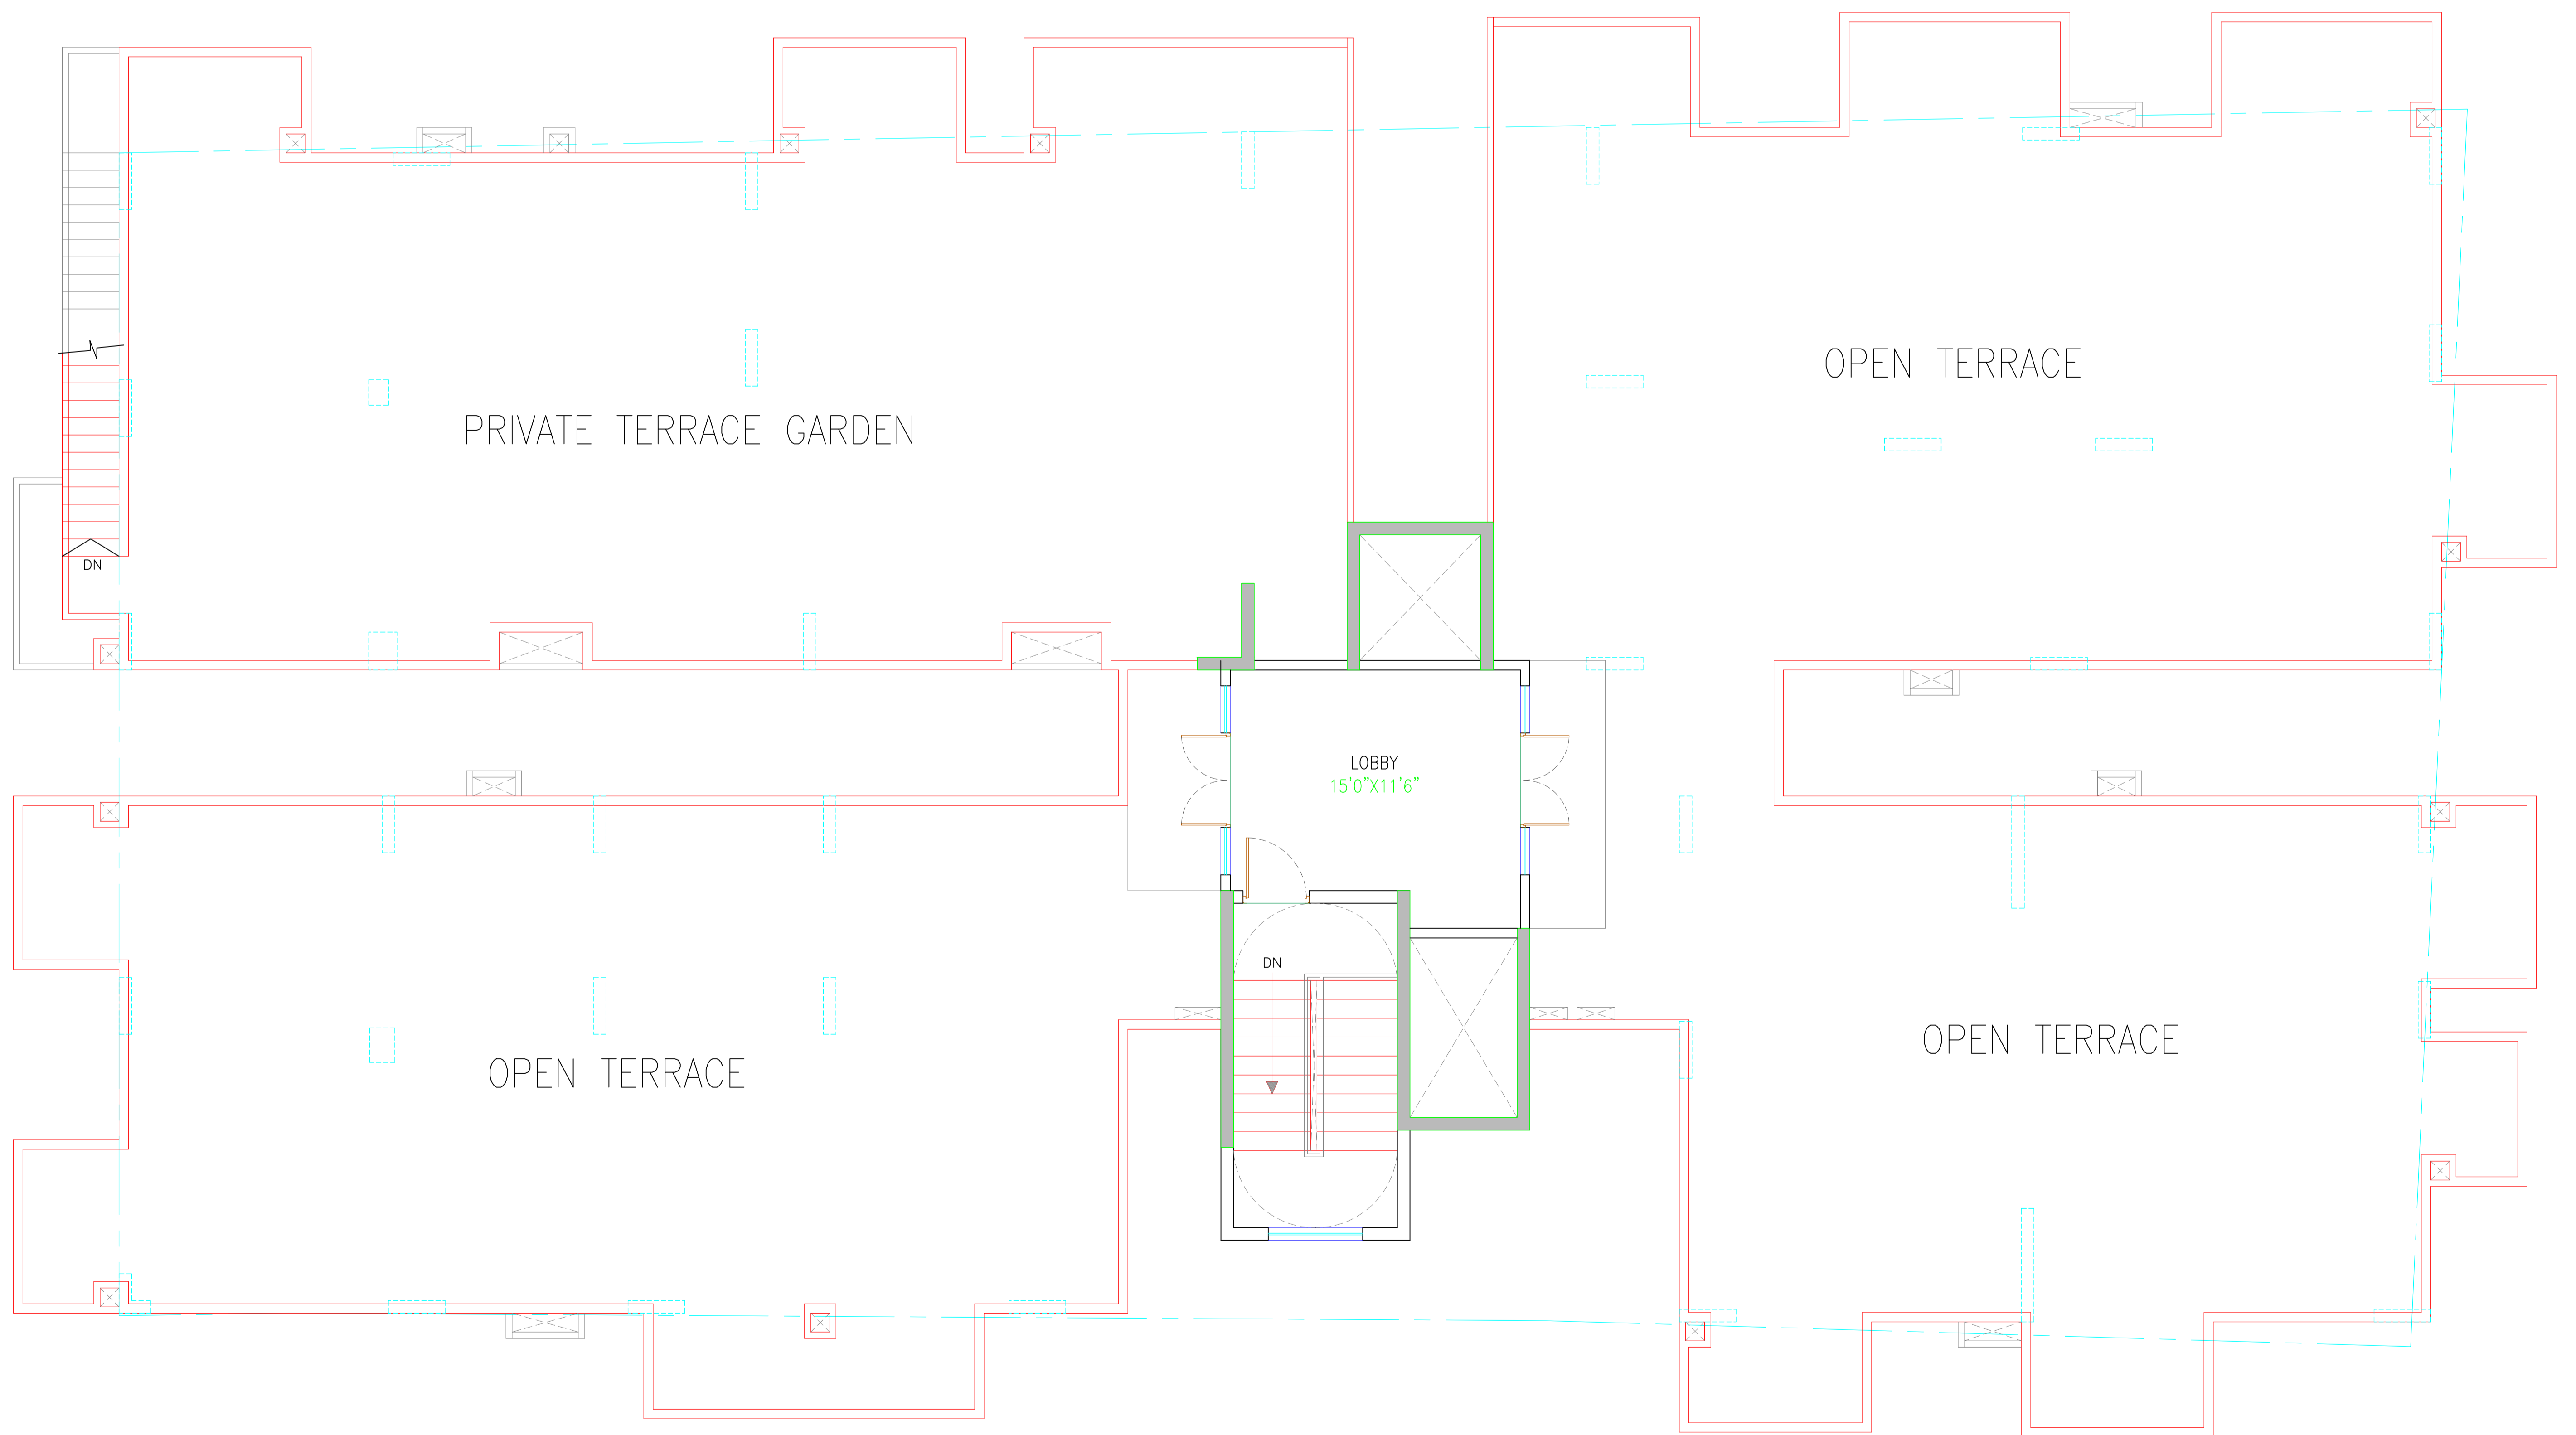 OPEN TERRACE
PRIVATE TERRACE GARDEN
DN
LOBBY
15'0"X11'6"
DN
OPEN TERRACE
OPEN TERRACE